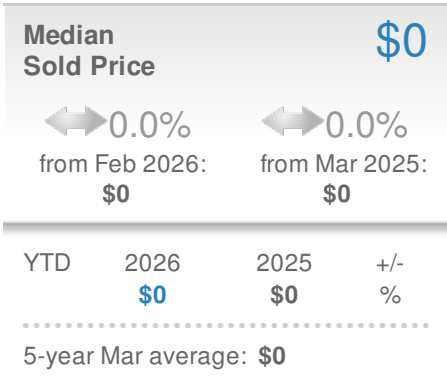 Median $0
Sold Price
0.0% 0.0%
from Feb 2026: from Mar 2025:
$0 $0
YTD 2026 2025 +/-
$0 $0 %
5-year Mar average: $0